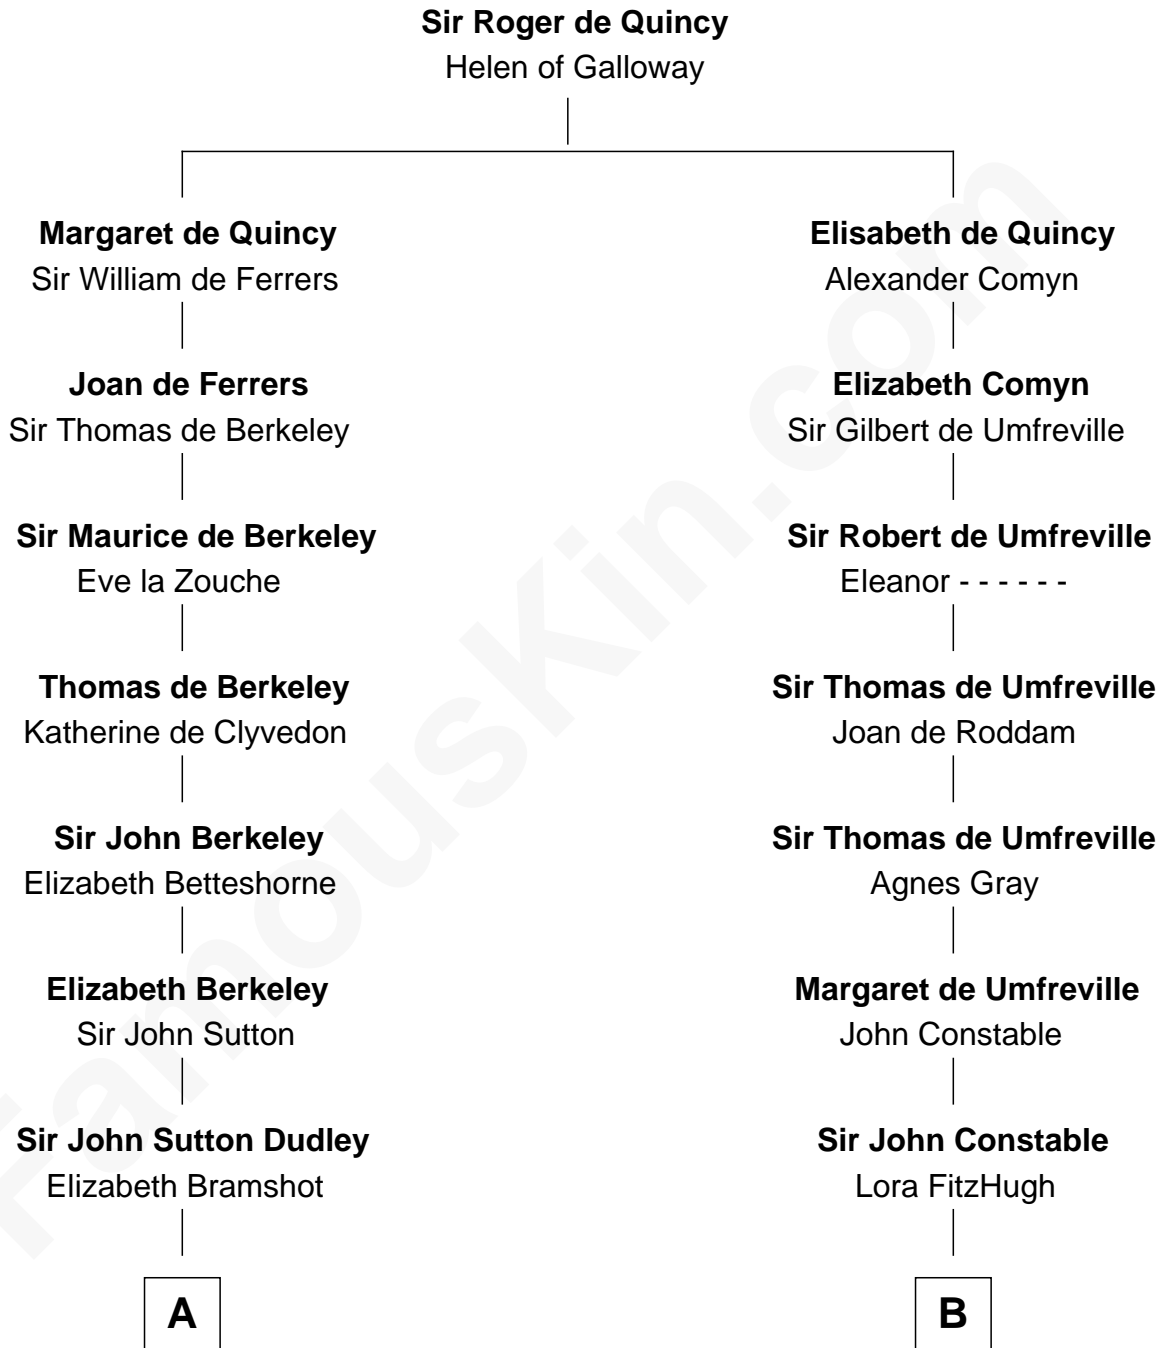 Sir Roger de Quincy
Helen of Galloway
Margaret de Quincy
Sir William de Ferrers
Elisabeth de Quincy
Alexander Comyn
Joan de Ferrers
Sir Thomas de Berkeley
Elizabeth Comyn
Sir Gilbert de Umfreville
Sir Maurice de Berkeley
Eve la Zouche
Sir Robert de Umfreville
Eleanor - - - - - -
Thomas de Berkeley
Katherine de Clyvedon
Sir Thomas de Umfreville
Joan de Roddam
Sir John Berkeley
Elizabeth Betteshorne
Sir Thomas de Umfreville
Agnes Gray
Elizabeth Berkeley
Sir John Sutton
Margaret de Umfreville
John Constable
Sir John Sutton Dudley
Elizabeth Bramshot
Sir John Constable
Lora FitzHugh
A
B
FamousKin.com